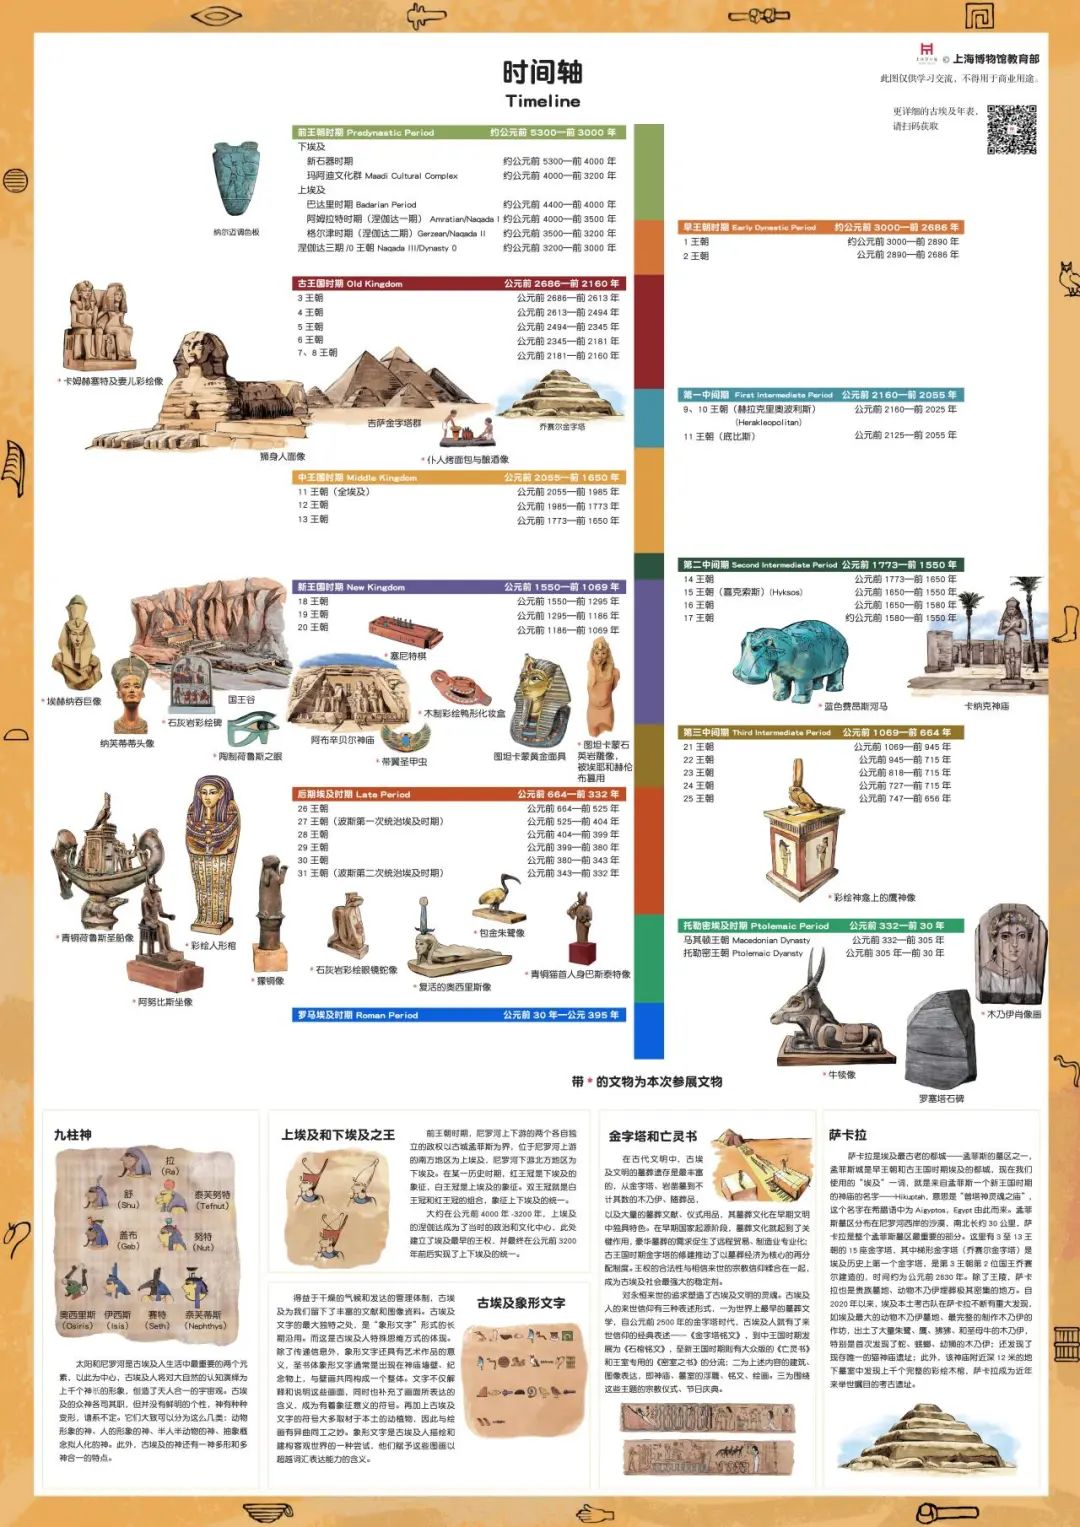 时间轴
Timeline
© 上海博物馆教育部
此图仅供学习交流，不得用于商业用途。
更详细的古埃及年表，
请扫码获取
前王朝时期 Predynastic Period 约公元前 5300—前 3000 年
下埃及
新石器时期 约公元前 5300—前 4000 年
玛阿迪文化群 Maadi Cultural Complex 约公元前 4000—前 3200 年
上埃及
巴达里时期 Badarian Period 约公元前 4400—前 4000 年
阿姆拉特时期（涅伽达一期） Amratian/Naqada I 约公元前 4000—前 3500 年
格尔津时期（涅伽达二期）Gerzean/Naqada II 约公元前 3500—前 3200 年
涅伽达三期 /0 王朝 Naqada III/Dynasty 0 约公元前 3200—前 3000 年
纳尔迈调色板
早王朝时期 Early Dynastic Period 约公元前 3000—前 2686 年
1 王朝 约公元前 3000—前 2890 年
2 王朝 公元前 2890—前 2686 年
古王国时期 Old Kingdom 公元前 2686—前 2160 年
3 王朝 公元前 2686—前 2613 年
4 王朝 公元前 2613—前 2494 年
5 王朝 公元前 2494—前 2345 年
6 王朝 公元前 2345—前 2181 年
7、8 王朝 公元前 2181—前 2160 年
* 卡姆赫塞特及妻儿彩绘像
狮身人面像
吉萨金字塔群
* 仆人烤面包与酿酒像
乔赛尔金字塔
第一中间期 First Intermediate Period 公元前 2160—前 2055 年
9、10 王朝（赫拉克里奥波利斯） 公元前 2160—前 2025 年
（Herakleopolitan）
11 王朝（底比斯） 公元前 2125—前 2055 年
中王国时期 Middle Kingdom 公元前 2055—前 1650 年
11 王朝（全埃及） 公元前 2055—前 1985 年
12 王朝 公元前 1985—前 1773 年
13 王朝 公元前 1773—前 1650 年
第二中间期 Second Intermediate Period 公元前 1773—前 1550 年
14 王朝 公元前 1773—前 1650 年
15 王朝（喜克索斯）(Hyksos) 公元前 1650—前 1550 年
16 王朝 公元前 1650—前 1580 年
17 王朝 约公元前 1580—前 1550 年
* 蓝色费昂斯河马
卡纳克神庙
新王国时期 New Kingdom 公元前 1550—前 1069 年
18 王朝 公元前 1550—前 1295 年
19 王朝 公元前 1295—前 1186 年
20 王朝 公元前 1186—前 1069 年
* 埃赫纳吞巨像
纳芙蒂蒂头像
* 石灰岩彩绘碑
国王谷
* 陶制荷鲁斯之眼
* 塞尼特棋
阿布辛贝尔神庙
* 木制彩绘鸭形化妆盒
* 带翼圣甲虫
图坦卡蒙黄金面具
* 图坦卡蒙石
英岩雕像，
被埃耶和赫伦
布篡用
第三中间期 Third Intermediate Period 公元前 1069—前 664 年
21 王朝 公元前 1069—前 945 年
22 王朝 公元前 945—前 715 年
23 王朝 公元前 818—前 715 年
24 王朝 公元前 727—前 715 年
25 王朝 公元前 747—前 656 年
* 彩绘神龛上的鹰神像
后期埃及时期 Late Period 公元前 664—前 332 年
26 王朝 公元前 664—前 525 年
27 王朝（波斯第一次统治埃及时期） 公元前 525—前 404 年
28 王朝 公元前 404—前 399 年
29 王朝 公元前 399—前 380 年
30 王朝 公元前 380—前 343 年
31 王朝（波斯第二次统治埃及时期） 公元前 343—前 332 年
* 青铜荷鲁斯圣船像
* 阿努比斯坐像
* 彩绘人形棺
* 獴铜像
* 石灰岩彩绘眼镜蛇像
* 复活的奥西里斯像
* 包金朱鹭像
* 青铜猫首人身巴斯泰特像
托勒密埃及时期 Ptolemaic Period 公元前 332—前 30 年
马其顿王朝 Macedonian Dynasty 公元前 332—前 305 年
托勒密王朝 Ptolemaic Dyansty 公元前 305 年—前 30 年
* 牛犊像
罗塞塔石碑
* 木乃伊肖像画
罗马埃及时期 Roman Period 公元前 30 年—公元 395 年
带 * 的文物为本次参展文物
九柱神
拉
(Ra)
舒
(Shu)
泰芙努特
(Tefnut)
盖布
(Geb)
努特
(Nut)
奥西里斯
(Osiris)
伊西斯
(Isis)
赛特
(Seth)
奈芙蒂斯
(Nephthys)
太阳和尼罗河是古埃及人生活中最重要的两个元
素，以此为中心，古埃及人将对大自然的认知演绎为
上千个神祇的形象，创造了天人合一的宇宙观。古埃
及的众神各司其职，但并没有鲜明的个性，神有种种
变形，谱系不定。它们大致可以分为这么几类：动物
形象的神、人的形象的神、半人半动物的神、抽象概
念拟人化的神。此外，古埃及的神还有一神多形和多
神合一的特点。
上埃及和下埃及之王
前王朝时期，尼罗河上下游的两个各自独
立的政权以古城孟菲斯为界，位于尼罗河上游
的南方地区为上埃及，尼罗河下游北方地区为
下埃及。在某一历史时期，红王冠是下埃及的
象征，白王冠是上埃及的象征。双王冠就是白
王冠和红王冠的组合，象征上下埃及的统一。
大约在公元前 4000 年 -3200 年，上埃及
的涅伽达成为了当时的政治和文化中心，此处
建立了埃及最早的王权，并最终在公元前 3200
年前后实现了上下埃及的统一。
得益于干燥的气候和发达的管理体制，古埃
及为我们留下了丰富的文献和图像资料。古埃及
文字的最大独特之处，是“象形文字”形式的长
期沿用。而这是古埃及人特殊思维方式的体现。
除了传递信息外，象形文字还具有艺术作品的意
义，圣书体象形文字通常是出现在神庙墙壁、纪
念物上，与壁画共同构成一个整体。文字不仅解
释和说明这些画面，同时也补充了画面所表达的
含义，成为有着象征意义的符号。再加上古埃及
文字的符号大多取材于本土的动植物，因此与绘
画有异曲同工之妙。象形文字是古埃及人描绘和
建构客观世界的一种尝试，他们赋予这些图画以
超越词汇表达能力的含义。
古埃及象形文字
金字塔和亡灵书
在古代文明中，古埃
及文明的墓葬遗存是最丰富
的，从金字塔、岩凿墓到不
计其数的木乃伊、随葬品，
以及大量的墓葬文献、仪式用品，其墓葬文化在早期文明
中独具特色。在早期国家起源阶段，墓葬文化就起到了关
键作用，豪华墓葬的需求促生了远程贸易、制造业专业化；
古王国时期金字塔的修建推动了以墓葬经济为核心的再分
配制度。王权的合法性与相信来世的宗教信仰糅合在一起，
成为古埃及社会最强大的稳定剂。
对永恒来世的追求塑造了古埃及文明的灵魂。古埃及
人的来世信仰有三种表述形式，一为世界上最早的墓葬文
学，自公元前 2500 年的金字塔时代，古埃及人就有了来
世信仰的经典表述——《金字塔铭文》，到中王国时期发
展为《石棺铭文》，至新王国时期则有大众版的《亡灵书》
和王室专用的《密室之书》的分流；二为上述内容的建筑、
图像表达，即神庙、墓室的浮雕、铭文、绘画。三为围绕
这些主题的宗教仪式、节日庆典。
萨卡拉
萨卡拉是埃及最古老的都城——孟菲斯的墓区之一，
孟菲斯城是早王朝和古王国时期埃及的都城，现在我们
使用的“埃及”一词，就是来自孟菲斯一个新王国时期
的神庙的名字——Hikuptah，意思是“普塔神灵魂之庙”，
这个名字在希腊语中为 Aigyptos，Egypt 由此而来。孟菲
斯墓区分布在尼罗河西岸的沙漠，南北长约 30 公里，萨
卡拉是整个孟菲斯墓区最重要的部分。这里有 3 至 13 王
朝的 15 座金字塔，其中梯形金字塔（乔赛尔金字塔）是
埃及历史上第一个金字塔，是第 3 王朝第 2 位国王乔赛
尔建造的，时间约为公元前 2630 年。除了王陵，萨卡
拉也是贵族墓地、动物木乃伊埋葬极其密集的地方。自
2020 年以来，埃及本土考古队在萨卡拉不断有重大发现，
如埃及最大的动物木乃伊墓地、最完整的制作木乃伊的
作坊，出土了大量朱鹭、鹰、狒狒、和圣母牛的木乃伊，
特别是首次发现了蛇、蜣螂、幼狮的木乃伊；还发现了
现存唯一的猫神庙遗址；此外，该神庙附近深 12 米的地
下墓室中发现上千个完整的彩绘木棺，萨卡拉成为近年
来举世瞩目的考古遗址。